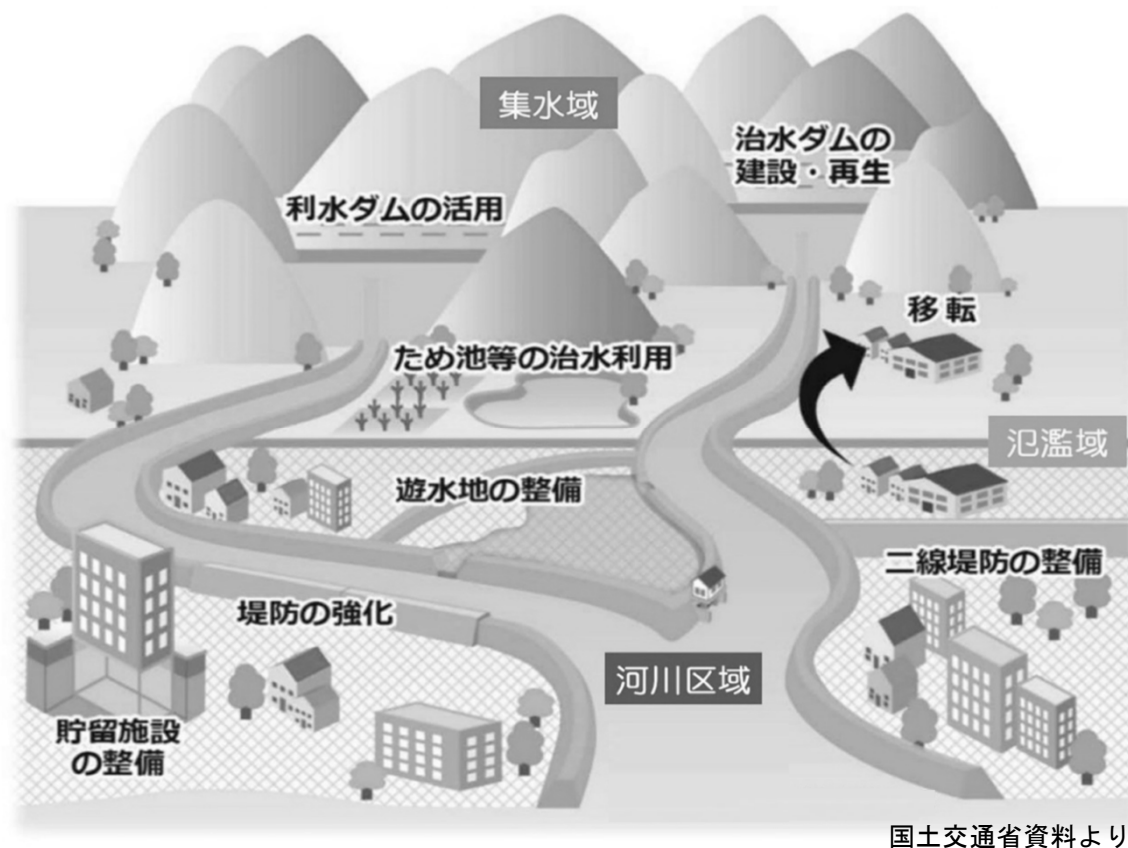 集水域
治水ダムの
建設・再生
利水ダムの活用
移転
ため池等の治水利用
氾濫域
遊水地の整備
二線堤防の整備
堤防の強化
河川区域
貯留施設
の整備
国土交通省資料より